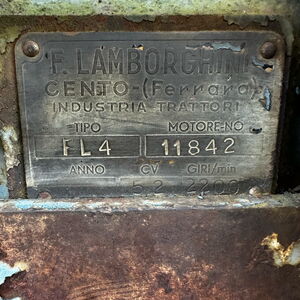 F. LAMBORGHINI
CENTO-(Ferrara)
INDUSTRIA TRATTORI
TIPO MOTORE-NO
FL4 11842
ANNO CV GIRI/min
52 2200